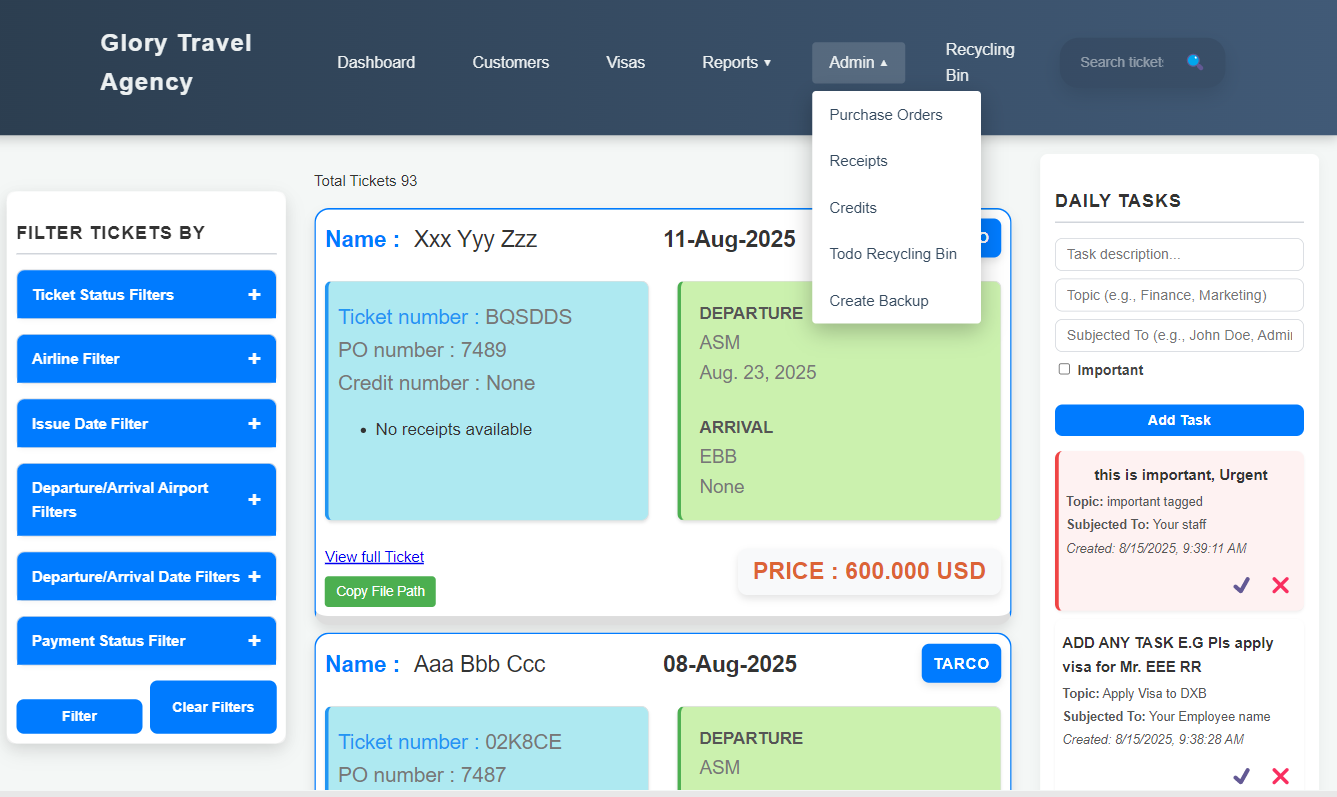 Glory Travel
Agency
Dashboard
Customers
Visas
Reports ▾
Admin ▴
Recycling
Bin
Search ticket
Purchase Orders
Receipts
Credits
Todo Recycling Bin
Create Backup
FILTER TICKETS BY
Ticket Status Filters +
Airline Filter +
Issue Date Filter +
Departure/Arrival Airport
Filters +
Departure/Arrival Date Filters +
Payment Status Filter +
Filter
Clear Filters
Total Tickets 93
Name : Xxx Yyy Zzz
11-Aug-2025
O
Ticket number : BQSDDS
PO number : 7489
Credit number : None
• No receipts available
DEPARTURE
ASM
Aug. 23, 2025
ARRIVAL
EBB
None
View full Ticket
Copy File Path
PRICE : 600.000 USD
Name : Aaa Bbb Ccc
08-Aug-2025
TARCO
Ticket number : 02K8CE
PO number : 7487
DEPARTURE
ASM
DAILY TASKS
Task description...
Topic (e.g., Finance, Marketing)
Subjected To (e.g., John Doe, Admi
Important
Add Task
this is important, Urgent
Topic: important tagged
Subjected To: Your staff
Created: 8/15/2025, 9:39:11 AM
ADD ANY TASK E.G Pls apply
visa for Mr. EEE RR
Topic: Apply Visa to DXB
Subjected To: Your Employee name
Created: 8/15/2025, 9:38:28 AM